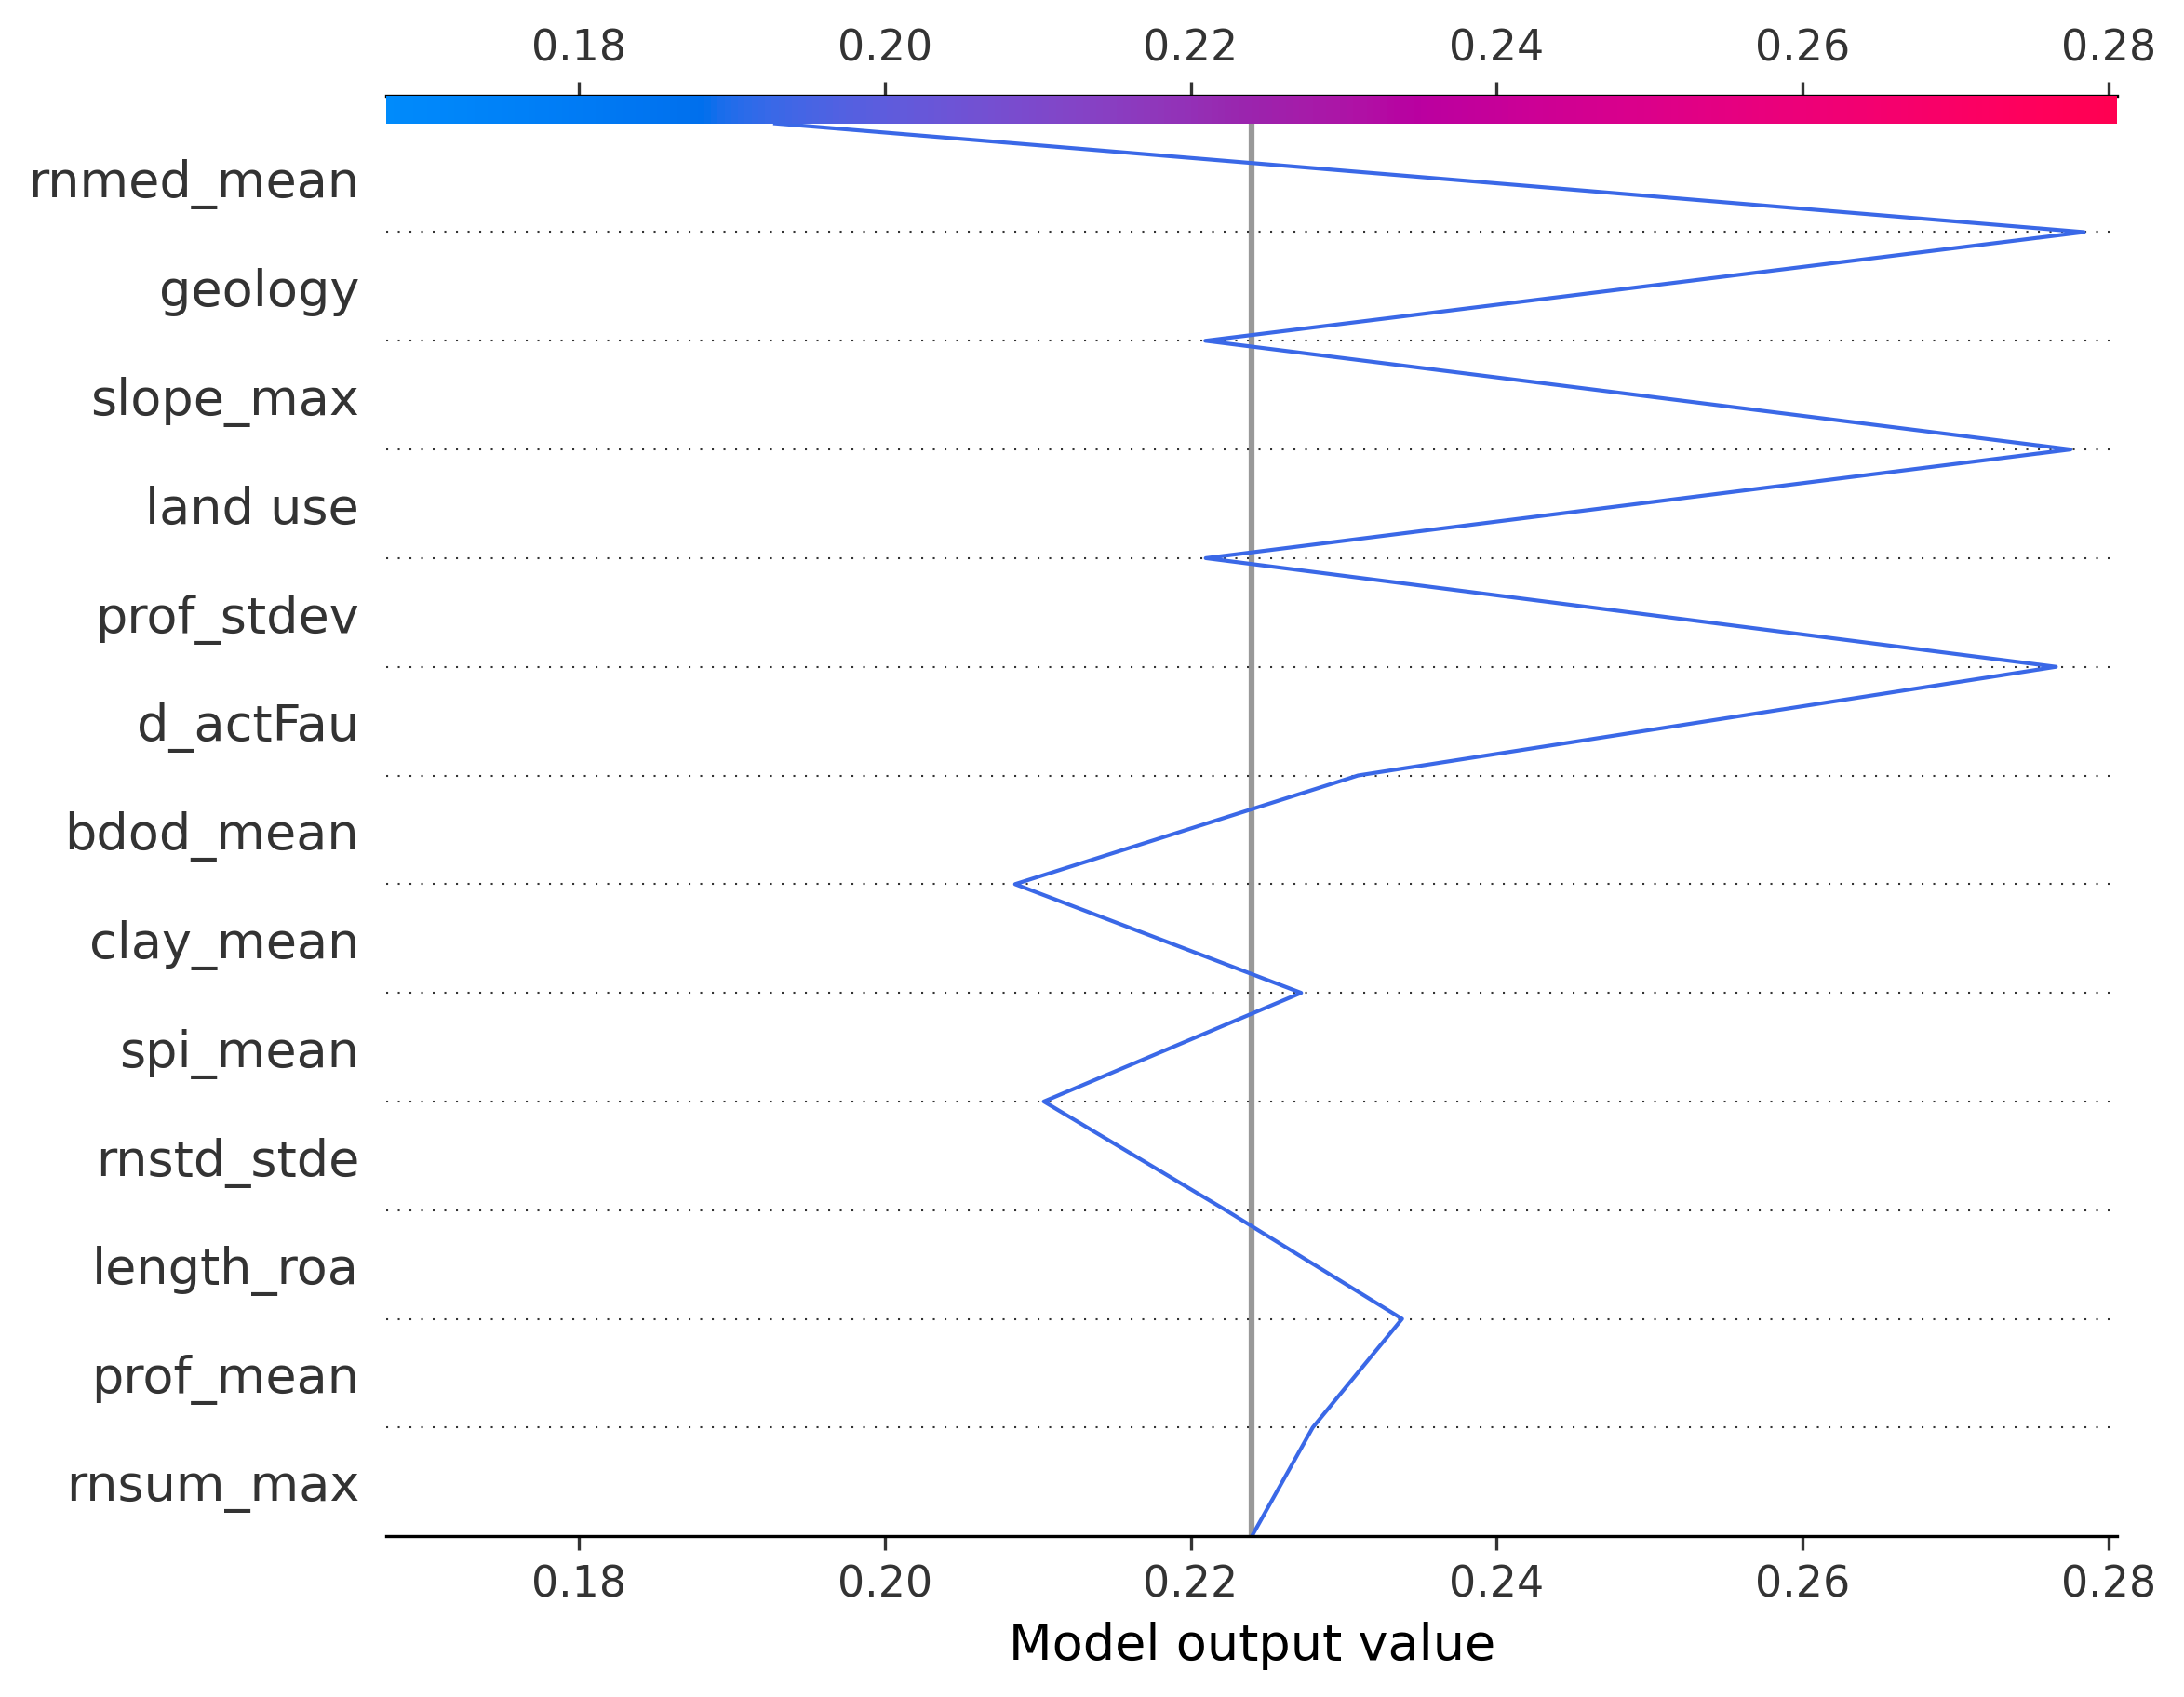 0.18 0.20 0.22 0.24 0.26 0.28
rnmed_mean
geology
slope_max
land use
prof_stdev
d_actFau
bdod_mean
clay_mean
spi_mean
rnstd_stde
length_roa
prof_mean
rnsum_max
0.18 0.20 0.22 0.24 0.26 0.28
Model output value